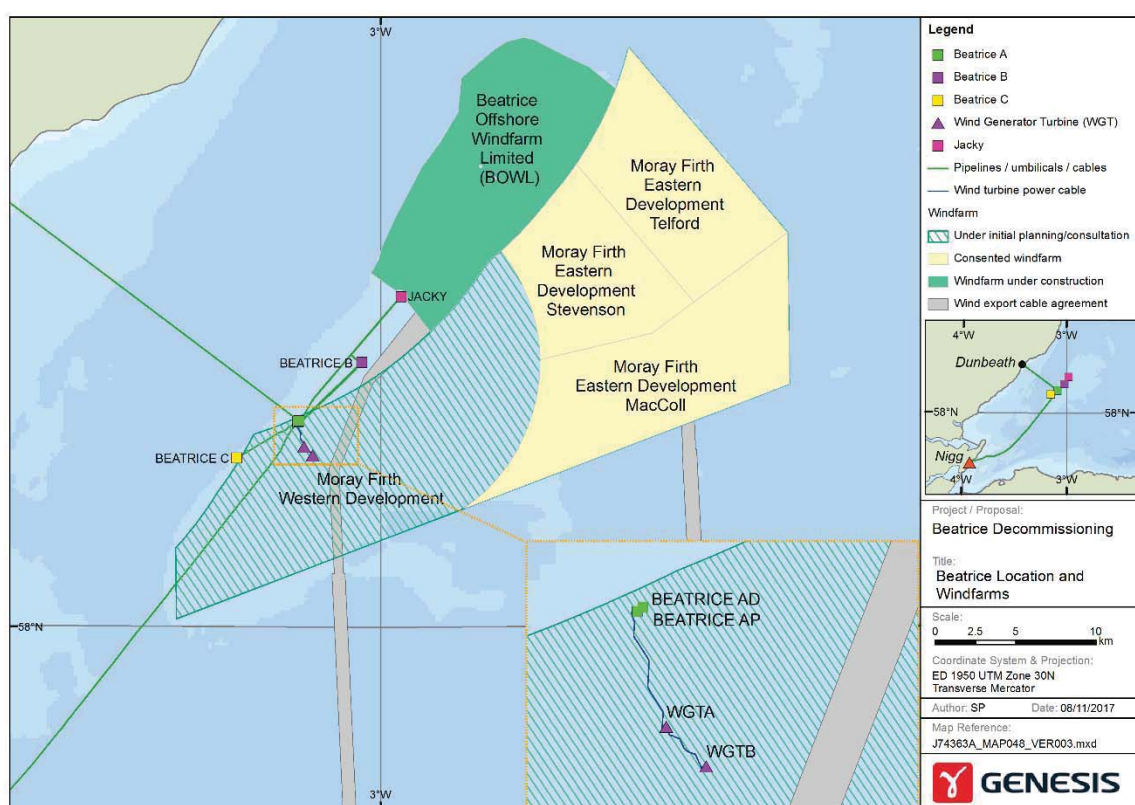 3°W
Beatrice
Offshore
Windfarm
Limited
(BOWL)
Moray Firth
Eastern
Development
Telford
Moray Firth
Eastern
Development
Stevenson
JACKY
BEATRICE B
Moray Firth
Eastern Development
MacColl
BEATRICE C
Moray Firth
Western Development
58°N
3°W
BEATRICE AD
BEATRICE AP
WGTA
WGTB
Legend
Beatrice A
Beatrice B
Beatrice C
Wind Generator Turbine (WGT)
Jacky
Pipelines / umbilicals / cables
Wind turbine power cable
Windfarm
Under initial planning/consultation
Consented windfarm
Windfarm under construction
Wind export cable agreement
4°W 3°W
Dunbeath
58°N 58°N
Nigg
4°W 3°W
Project / Proposal:
Beatrice Decommissioning
Title:
Beatrice Location and
Windfarms
Scale:
0 2.5 5 10
km
Coordinate System & Projection:
ED 1950 UTM Zone 30N
Transverse Mercator
Author: SP Date: 08/11/2017
Map Reference:
J74363A_MAP048_VER003.mxd
GENESIS